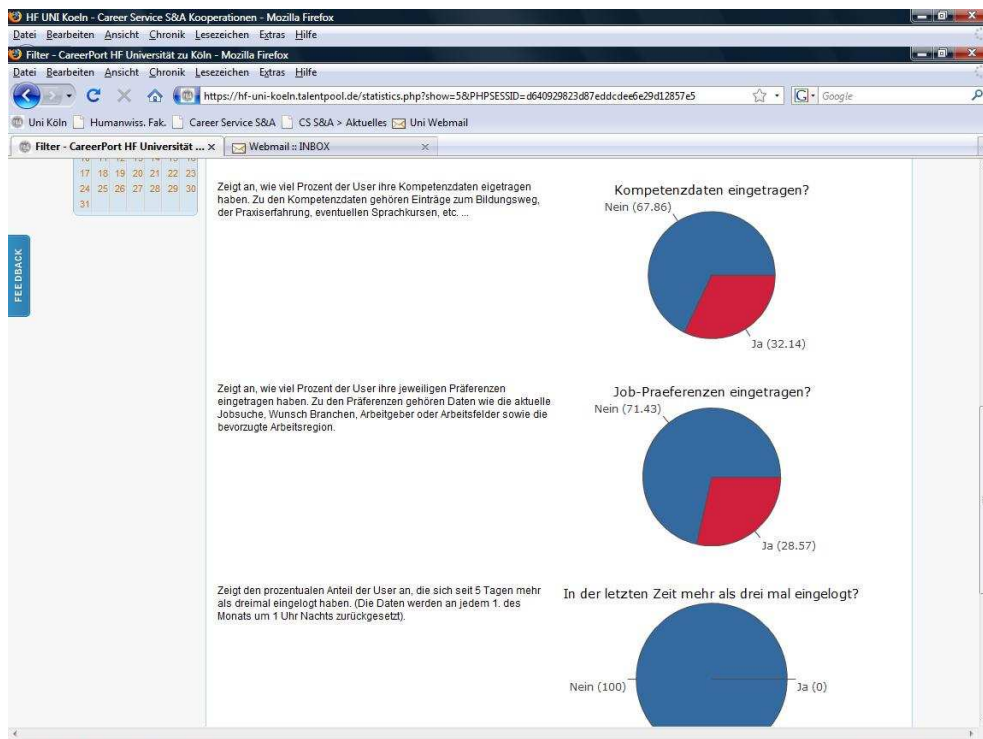 HF UNI Koeln - Career Service S&A Kooperationen - Mozilla Firefox
Datei Bearbeiten Ansicht Chronik Lesezeichen Extras Hilfe
Filter - CareerPort HF Universität zu Köln - Mozilla Firefox
Datei Bearbeiten Ansicht Chronik Lesezeichen Extras Hilfe
https://hf-uni-koeln.talentpool.de/statistics.php?show=5&PHPSESSID=d640929823d87eddcdee6e29d12857e5
G Google
Uni Köln Humanwiss. Fak. Career Service S&A CS S&A > Aktuelles Uni Webmail
Filter - CareerPort HF Universität ... Webmail :: INBOX
17 18 19 20 21 22 23
24 25 26 27 28 29 30
31
FEEDBACK
Zeigt an, wie viel Prozent der User ihre Kompetenzdaten eigetragen
haben. Zu den Kompetenzdaten gehören Einträge zum Bildungsweg,
der Praxiserfahrung, eventuellen Sprachkursen, etc. ...
Kompetenzdaten eingetragen?
Nein (67.86)
Ja (32.14)
Zeigt an, wie viel Prozent der User ihre jeweiligen Präferenzen
eingetragen haben. Zu den Präferenzen gehören Daten wie die aktuelle
Jobsuche, Wunsch Branchen, Arbeitgeber oder Arbeitsfelder sowie die
bevorzugte Arbeitsregion.
Job-Praeferenzen eingetragen?
Nein (71.43)
Ja (28.57)
Zeigt den prozentualen Anteil der User an, die sich seit 5 Tagen mehr
als dreimal eingelogt haben. (Die Daten werden an jedem 1. des
Monats um 1 Uhr Nachts zurückgesetzt).
In der letzten Zeit mehr als drei mal eingelogt?
Nein (100)
Ja (0)